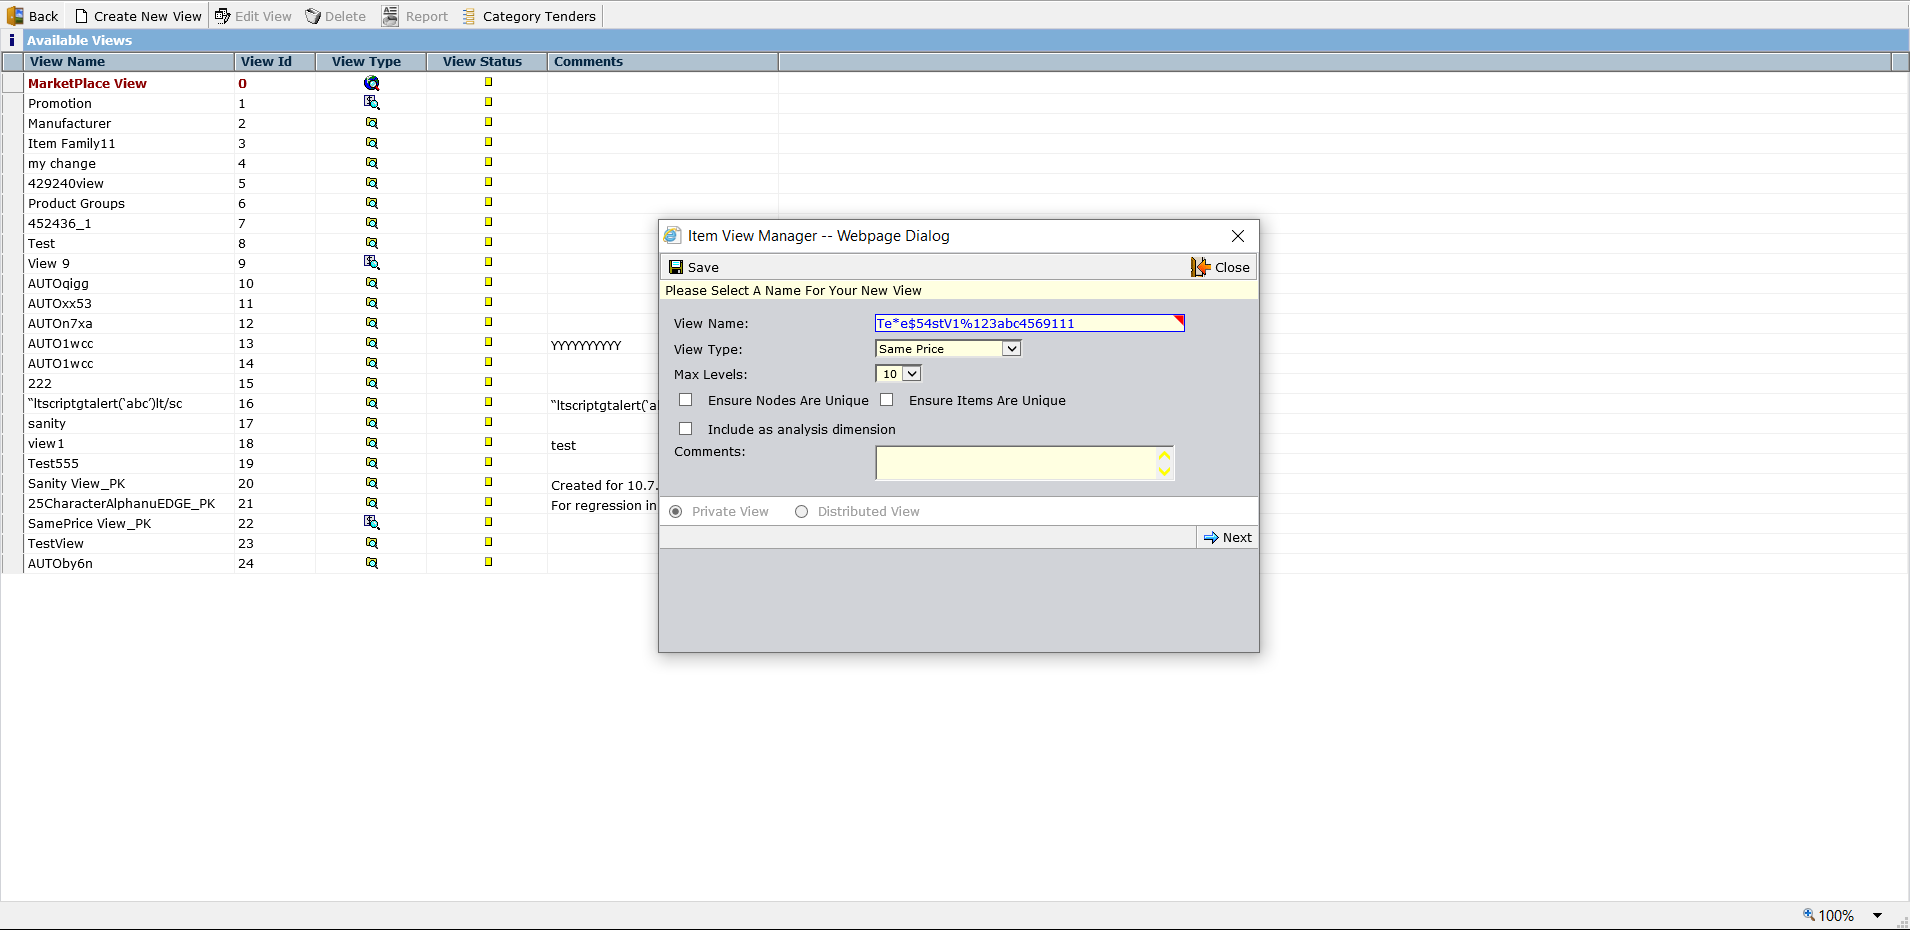 Back Create New View Edit View Delete Report Category Tenders
i Available Views
View Name View Id View Type View Status Comments
MarketPlace View 0
Promotion 1
Manufacturer 2
Item Family11 3
my change 4
429240view 5
Product Groups 6
452436_1 7
Test 8
View 9 9
AUTOqigg 10
AUTOxx53 11
AUTOn7xa 12
AUTO1wcc 13 YYYYYYYYYY
AUTO1wcc 14
222 15
“ltscriptgtalert(‘abc’)lt/sc 16 “ltscriptgtalert(‘al
sanity 17
view1 18 test
Test555 19
Sanity View_PK 20 Created for 10.7.
25CharacterAlphanuEDGE_PK 21 For regression in
SamePrice View_PK 22
TestView 23
AUTOby6n 24
Item View Manager -- Webpage Dialog
Save Close
Please Select A Name For Your New View
View Name: Te*e$54stV1%123abc4569111
View Type: Same Price
Max Levels: 10
Ensure Nodes Are Unique Ensure Items Are Unique
Include as analysis dimension
Comments:
Private View Distributed View
Next
100%